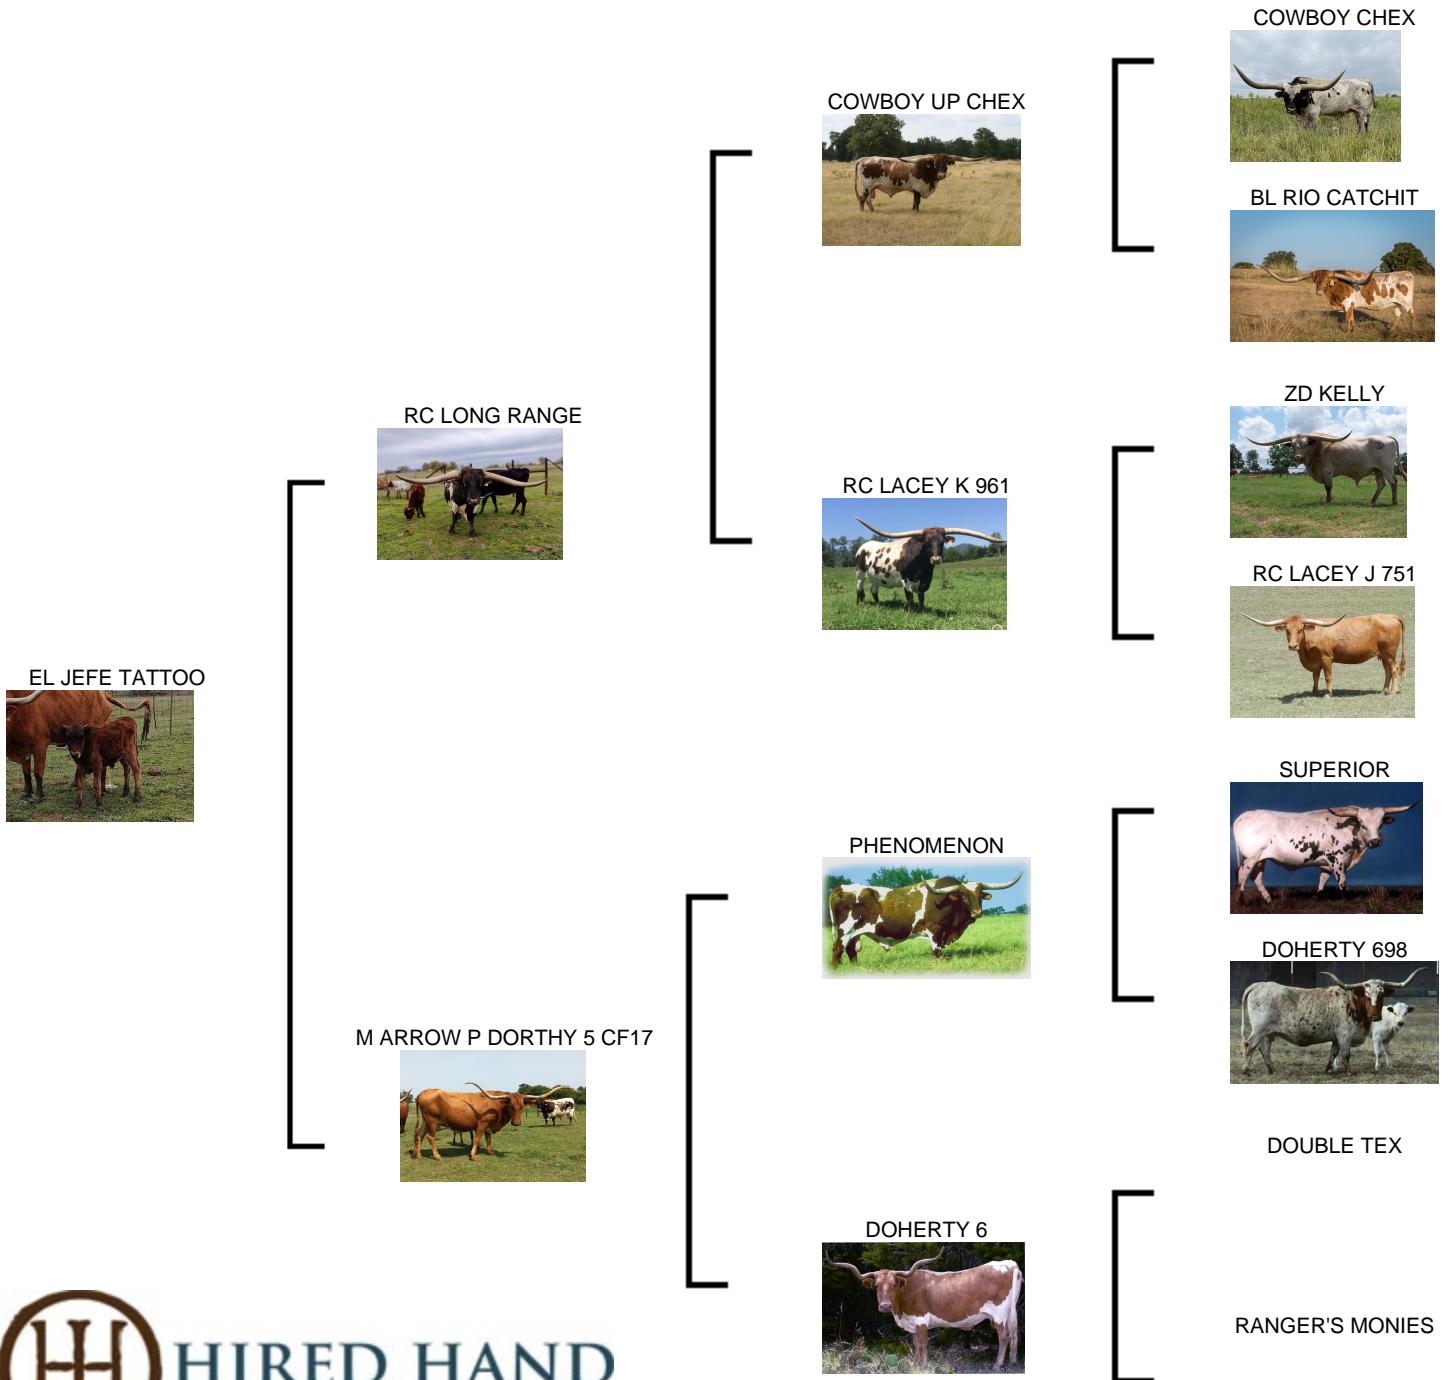 COWBOY CHEX
COWBOY UP CHEX
BL RIO CATCHIT
RC LONG RANGE
ZD KELLY
RC LACEY K 961
RC LACEY J 751
EL JEFE TATTOO
SUPERIOR
PHENOMENON
DOHERTY 698
M ARROW P DORTHY 5 CF17
DOUBLE TEX
DOHERTY 6
RANGER'S MONIES
HIRED HAND